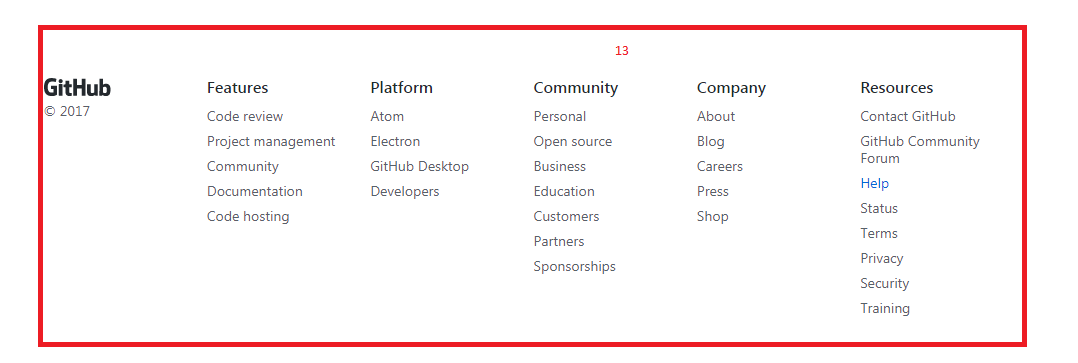 13
GitHub
© 2017
Features
Code review
Project management
Community
Documentation
Code hosting
Platform
Atom
Electron
GitHub Desktop
Developers
Community
Personal
Open source
Business
Education
Customers
Partners
Sponsorships
Company
About
Blog
Careers
Press
Shop
Resources
Contact GitHub
GitHub Community
Forum
Help
Status
Terms
Privacy
Security
Training